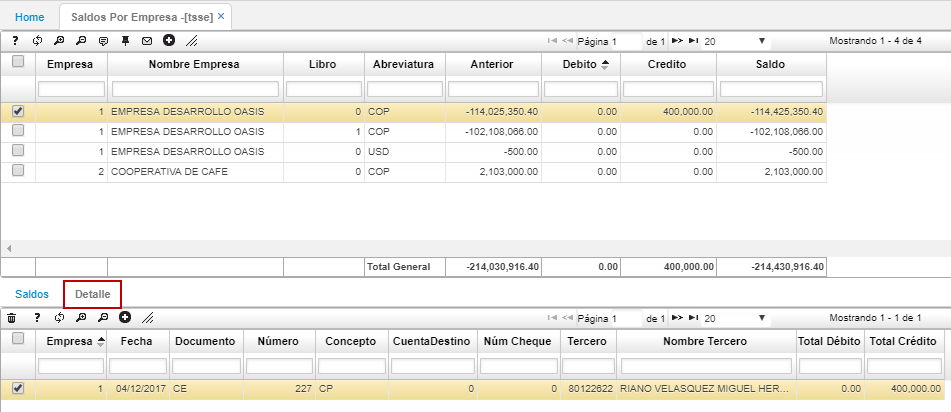 Home Saldos Por Empresa -[tsse] ×
? Página 1 de 1 20 Mostrando 1 - 4 de 4
Empresa Nombre Empresa Libro Abreviatura Anterior Debito Credito Saldo
1 EMPRESA DESARROLLO OASIS 0 COP -114,025,350.40 0.00 400,000.00 -114,425,350.40
1 EMPRESA DESARROLLO OASIS 1 COP -102,108,066.00 0.00 0.00 -102,108,066.00
1 EMPRESA DESARROLLO OASIS 0 USD -500.00 0.00 0.00 -500.00
2 COOPERATIVA DE CAFE 0 COP 2,103,000.00 0.00 0.00 2,103,000.00
Total General -214,030,916.40 0.00 400,000.00 -214,430,916.40
Saldos Detalle
? Página 1 de 1 20 Mostrando 1 - 1 de 1
Empresa Fecha Documento Número Concepto CuentaDestino Núm Cheque Tercero Nombre Tercero Total Débito Total Crédito
1 04/12/2017 CE 227 CP 0 0 80122622 RIANO VELASQUEZ MIGUEL HER... 0.00 400,000.00